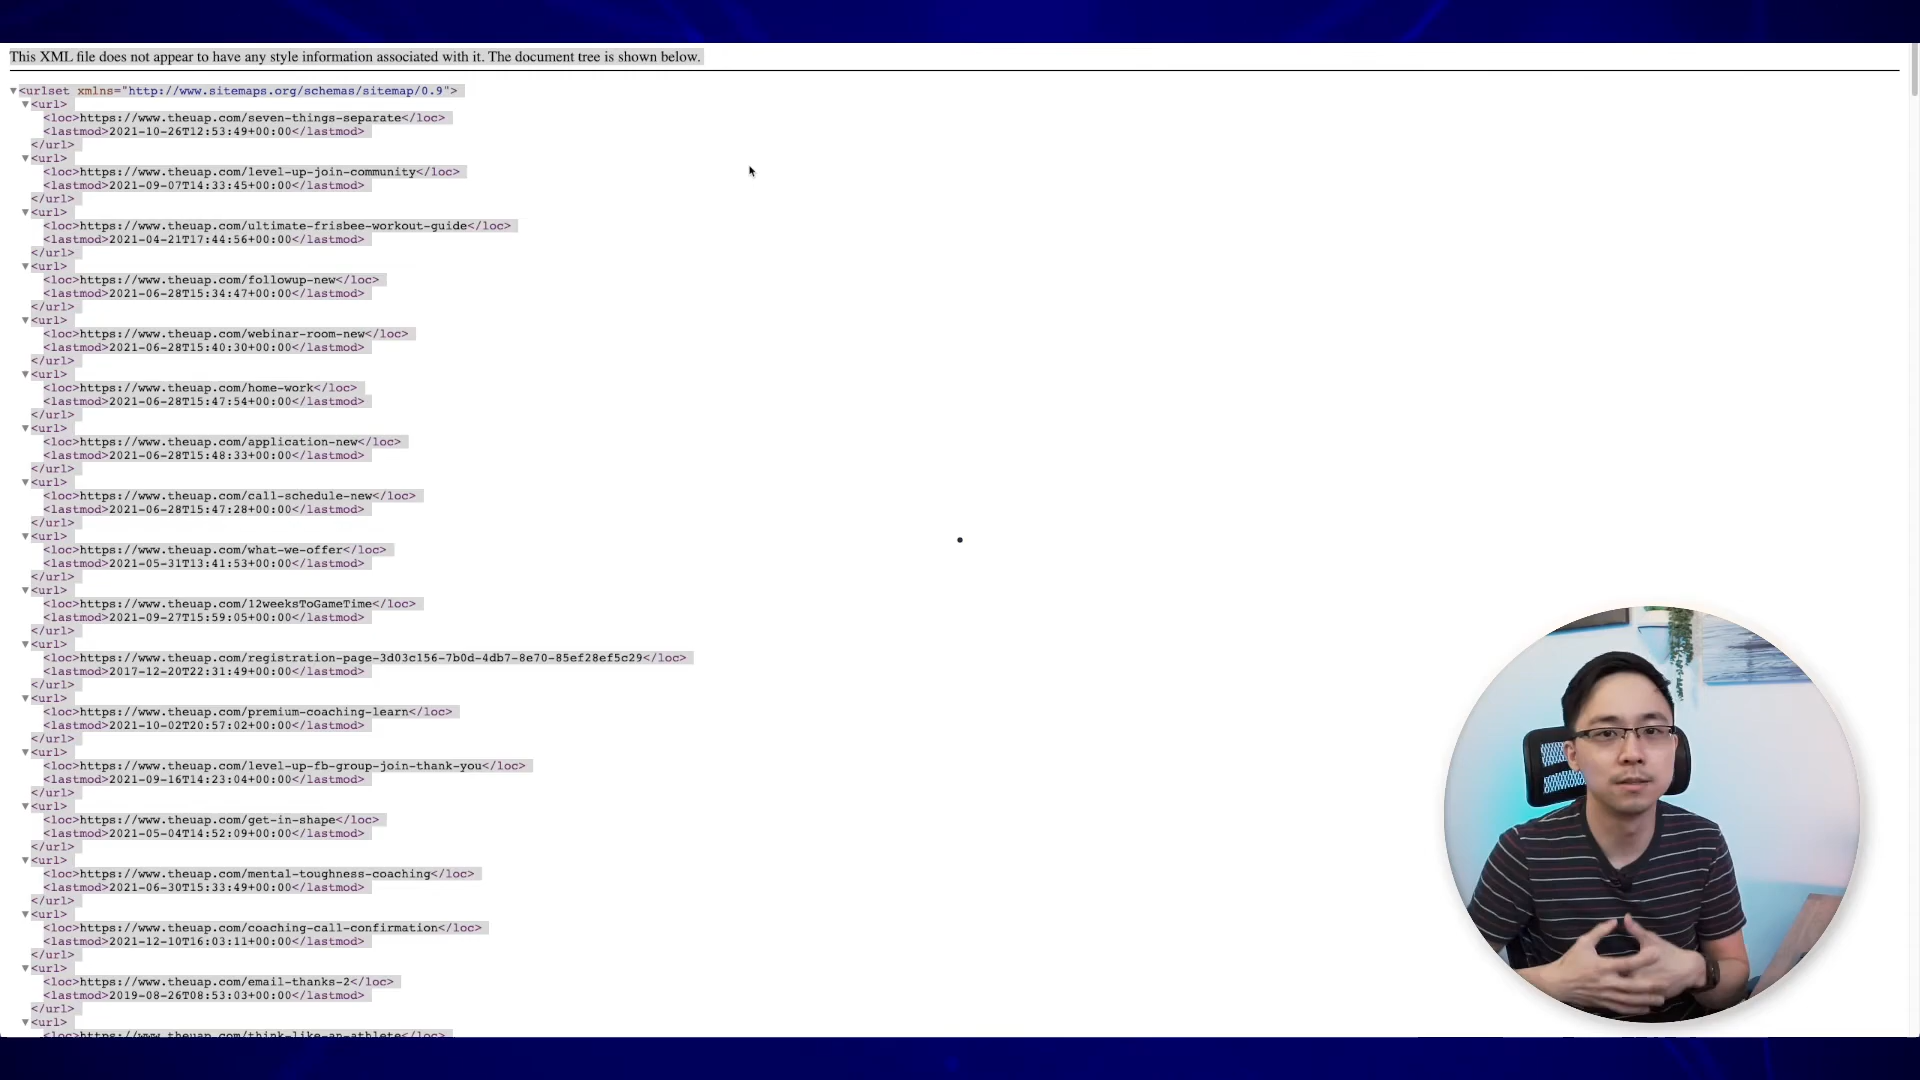 This XML file does not appear to have any style information associated with it. The document tree is shown below.
▼<urlset xmlns="http://www.sitemaps.org/schemas/sitemap/0.9">
▼<url>
<loc>https://www.theuap.com/seven-things-separate</loc>
<lastmod>2021-10-26T12:53:49+00:00</lastmod>
</url>
▼<url>
<loc>https://www.theuap.com/level-up-join-community</loc>
<lastmod>2021-09-07T14:33:45+00:00</lastmod>
</url>
▼<url>
<loc>https://www.theuap.com/ultimate-frisbee-workout-guide</loc>
<lastmod>2021-04-21T17:44:56+00:00</lastmod>
</url>
▼<url>
<loc>https://www.theuap.com/followup-new</loc>
<lastmod>2021-06-28T15:34:47+00:00</lastmod>
</url>
▼<url>
<loc>https://www.theuap.com/webinar-room-new</loc>
<lastmod>2021-06-28T15:40:30+00:00</lastmod>
</url>
▼<url>
<loc>https://www.theuap.com/home-work</loc>
<lastmod>2021-06-28T15:47:54+00:00</lastmod>
</url>
▼<url>
<loc>https://www.theuap.com/application-new</loc>
<lastmod>2021-06-28T15:48:33+00:00</lastmod>
</url>
▼<url>
<loc>https://www.theuap.com/call-schedule-new</loc>
<lastmod>2021-06-28T15:47:28+00:00</lastmod>
</url>
▼<url>
<loc>https://www.theuap.com/what-we-offer</loc>
<lastmod>2021-05-31T13:41:53+00:00</lastmod>
</url>
▼<url>
<loc>https://www.theuap.com/12weeksToGameTime</loc>
<lastmod>2021-09-27T15:59:05+00:00</lastmod>
</url>
▼<url>
<loc>https://www.theuap.com/registration-page-3d03c156-7b0d-4db7-8e70-85ef28ef5c29</loc>
<lastmod>2017-12-20T22:31:49+00:00</lastmod>
</url>
▼<url>
<loc>https://www.theuap.com/premium-coaching-learn</loc>
<lastmod>2021-10-02T20:57:02+00:00</lastmod>
</url>
▼<url>
<loc>https://www.theuap.com/level-up-fb-group-join-thank-you</loc>
<lastmod>2021-09-16T14:23:04+00:00</lastmod>
</url>
▼<url>
<loc>https://www.theuap.com/get-in-shape</loc>
<lastmod>2021-05-04T14:52:09+00:00</lastmod>
</url>
▼<url>
<loc>https://www.theuap.com/mental-toughness-coaching</loc>
<lastmod>2021-06-30T15:33:49+00:00</lastmod>
</url>
▼<url>
<loc>https://www.theuap.com/coaching-call-confirmation</loc>
<lastmod>2021-12-10T16:03:11+00:00</lastmod>
</url>
▼<url>
<loc>https://www.theuap.com/email-thanks-2</loc>
<lastmod>2019-08-26T08:53:03+00:00</lastmod>
</url>
▼<url>
<loc>https://www.theuap.com/think-like-an-athlete</loc>